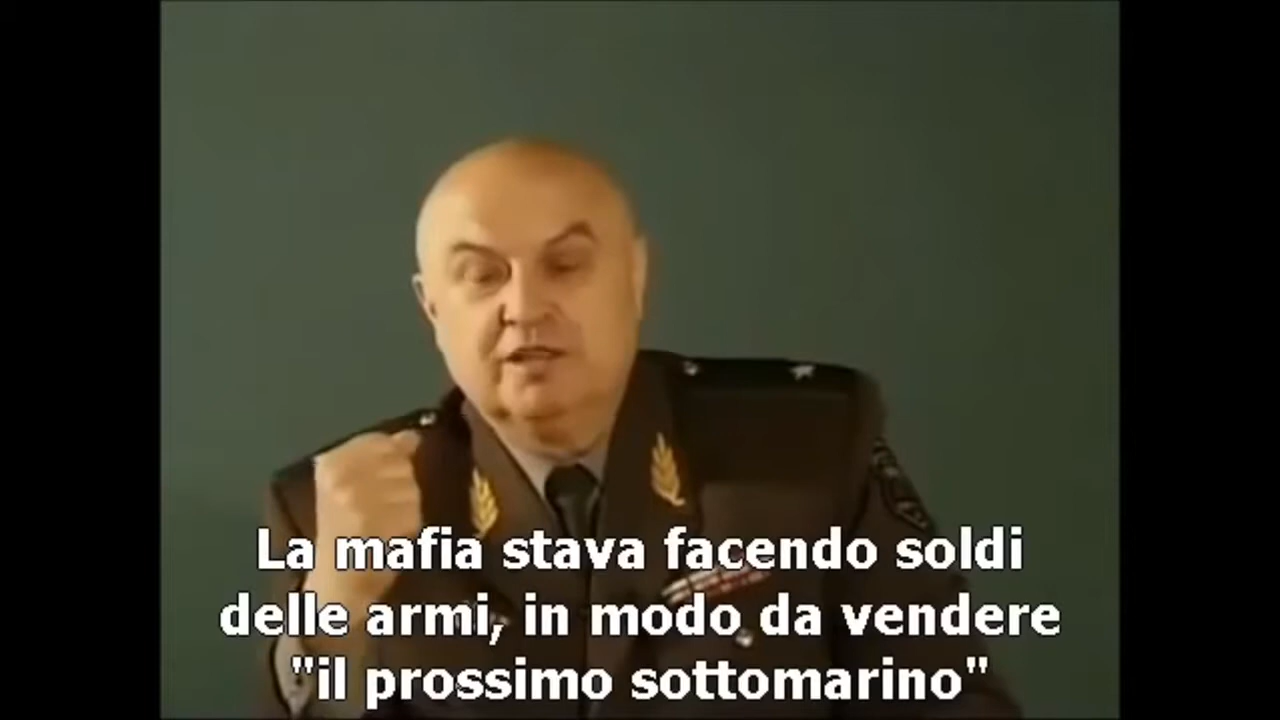 La mafia stava facendo soldi
delle armi, in modo da vendere
"il prossimo sottomarino"